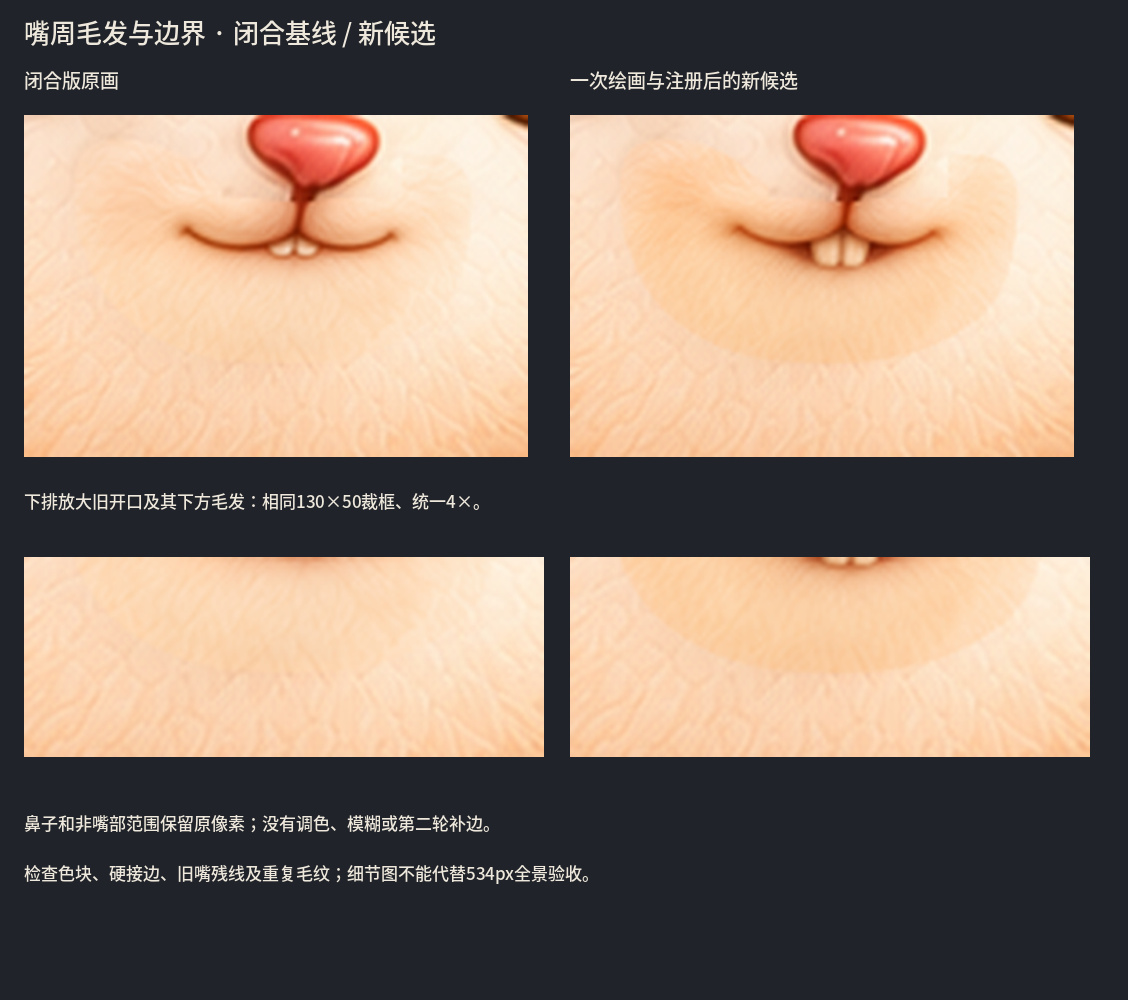 嘴周毛发与边界 · 闭合基线 / 新候选
闭合版原画
一次绘画与注册后的新候选
下排放大旧开口及其下方毛发：相同130×50裁框、统一4×。
鼻子和非嘴部范围保留原像素；没有调色、模糊或第二轮补边。
检查色块、硬接边、旧嘴残线及重复毛纹；细节图不能代替534px全景验收。